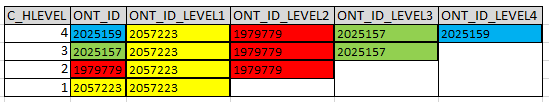 C_HLEVEL ONT_ID ONT_ID_LEVEL1 ONT_ID_LEVEL2 ONT_ID_LEVEL3 ONT_ID_LEVEL4
4 2025159 2057223 1979779 2025157 2025159
3 2025157 2057223 1979779 2025157
2 1979779 2057223 1979779
1 2057223 2057223